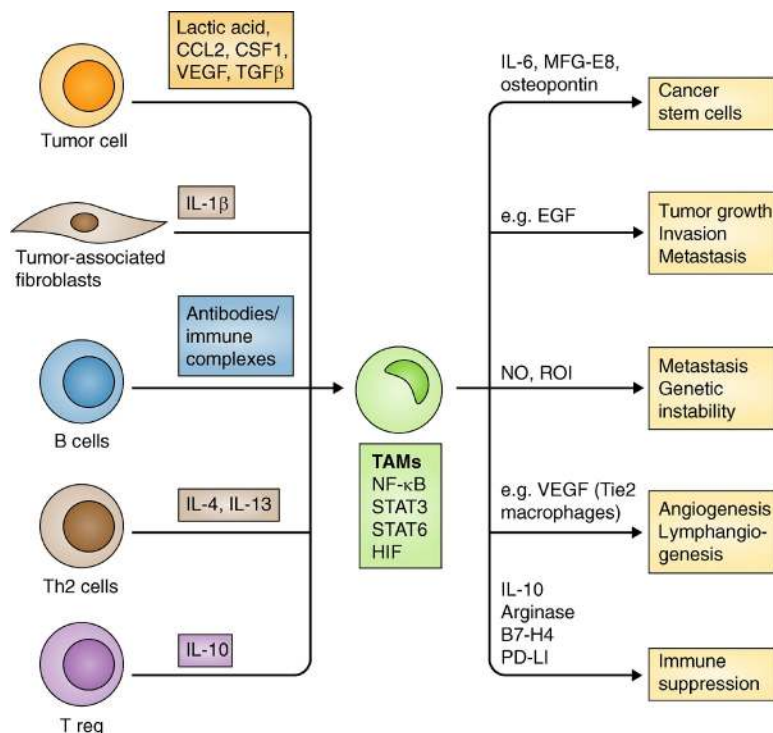 Lactic acid,
CCL2, CSF1,
VEGF, TGFβ
Tumor cell
IL-1β
Tumor-associated
fibroblasts
Antibodies/
immune
complexes
B cells
IL-4, IL-13
Th2 cells
IL-10
T reg
TAMs
NF-κB
STAT3
STAT6
HIF
IL-6, MFG-E8,
osteopontin
Cancer
stem cells
e.g. EGF
Tumor growth
Invasion
Metastasis
NO, ROI
Metastasis
Genetic
instability
e.g. VEGF (Tie2
macrophages)
Angiogenesis
Lymphangio-
genesis
IL-10
Arginase
B7-H4
PD-LI
Immune
suppression